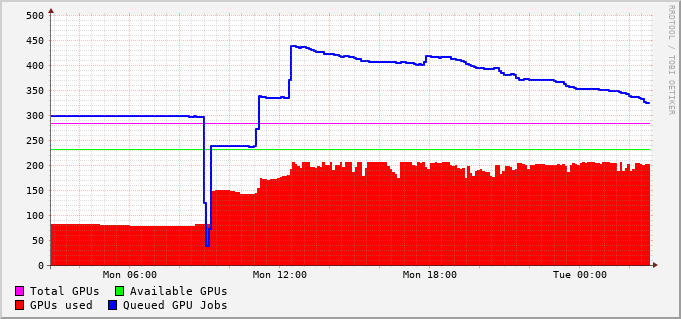 500
450
400
350
300
250
200
150
100
50
0
Mon 06:00 Mon 12:00 Mon 18:00 Tue 00:00
Total GPUs Available GPUs
GPUs used Queued GPU Jobs
RRDTOOL / TOBI OETIKER